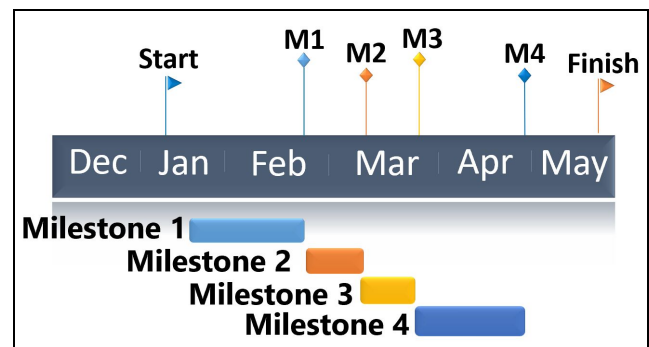 Start
M1
M2
M3
M4
Finish
Dec Jan Feb Mar Apr May
Milestone 1
Milestone 2
Milestone 3
Milestone 4